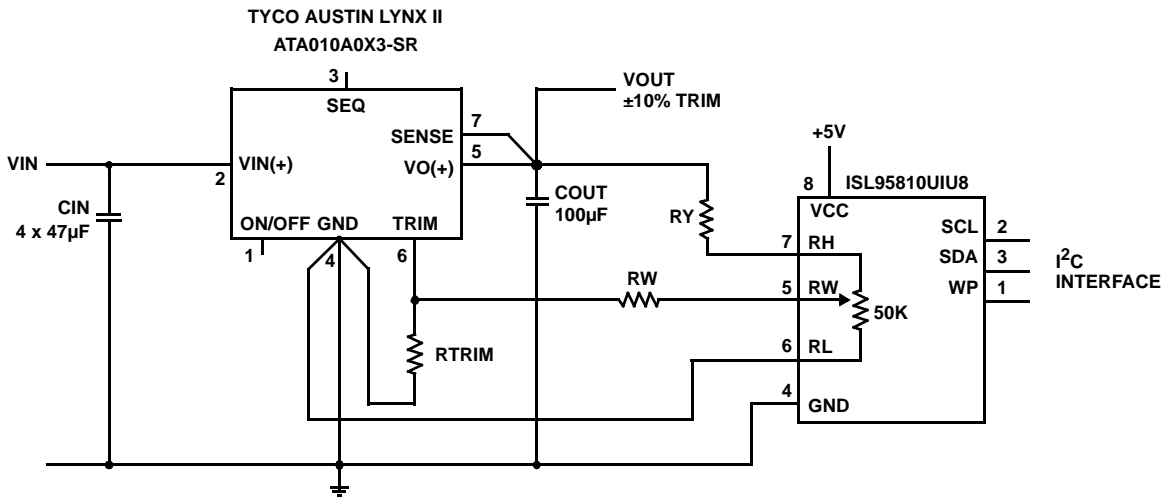 TYCO AUSTIN LYNX II
ATA010A0X3-SR
3
SEQ
VOUT
±10% TRIM
SENSE
7
VIN
VIN(+)
2
VO(+)
5
CIN
4 x 47µF
COUT
100µF
ON/OFF
GND
TRIM
1
4
6
RY
RW
RTRIM
+5V
8
ISL95810UIU8
VCC
SCL
2
7
RH
SDA
3
I²C
INTERFACE
5
RW
WP
1
50K
6
RL
4
GND